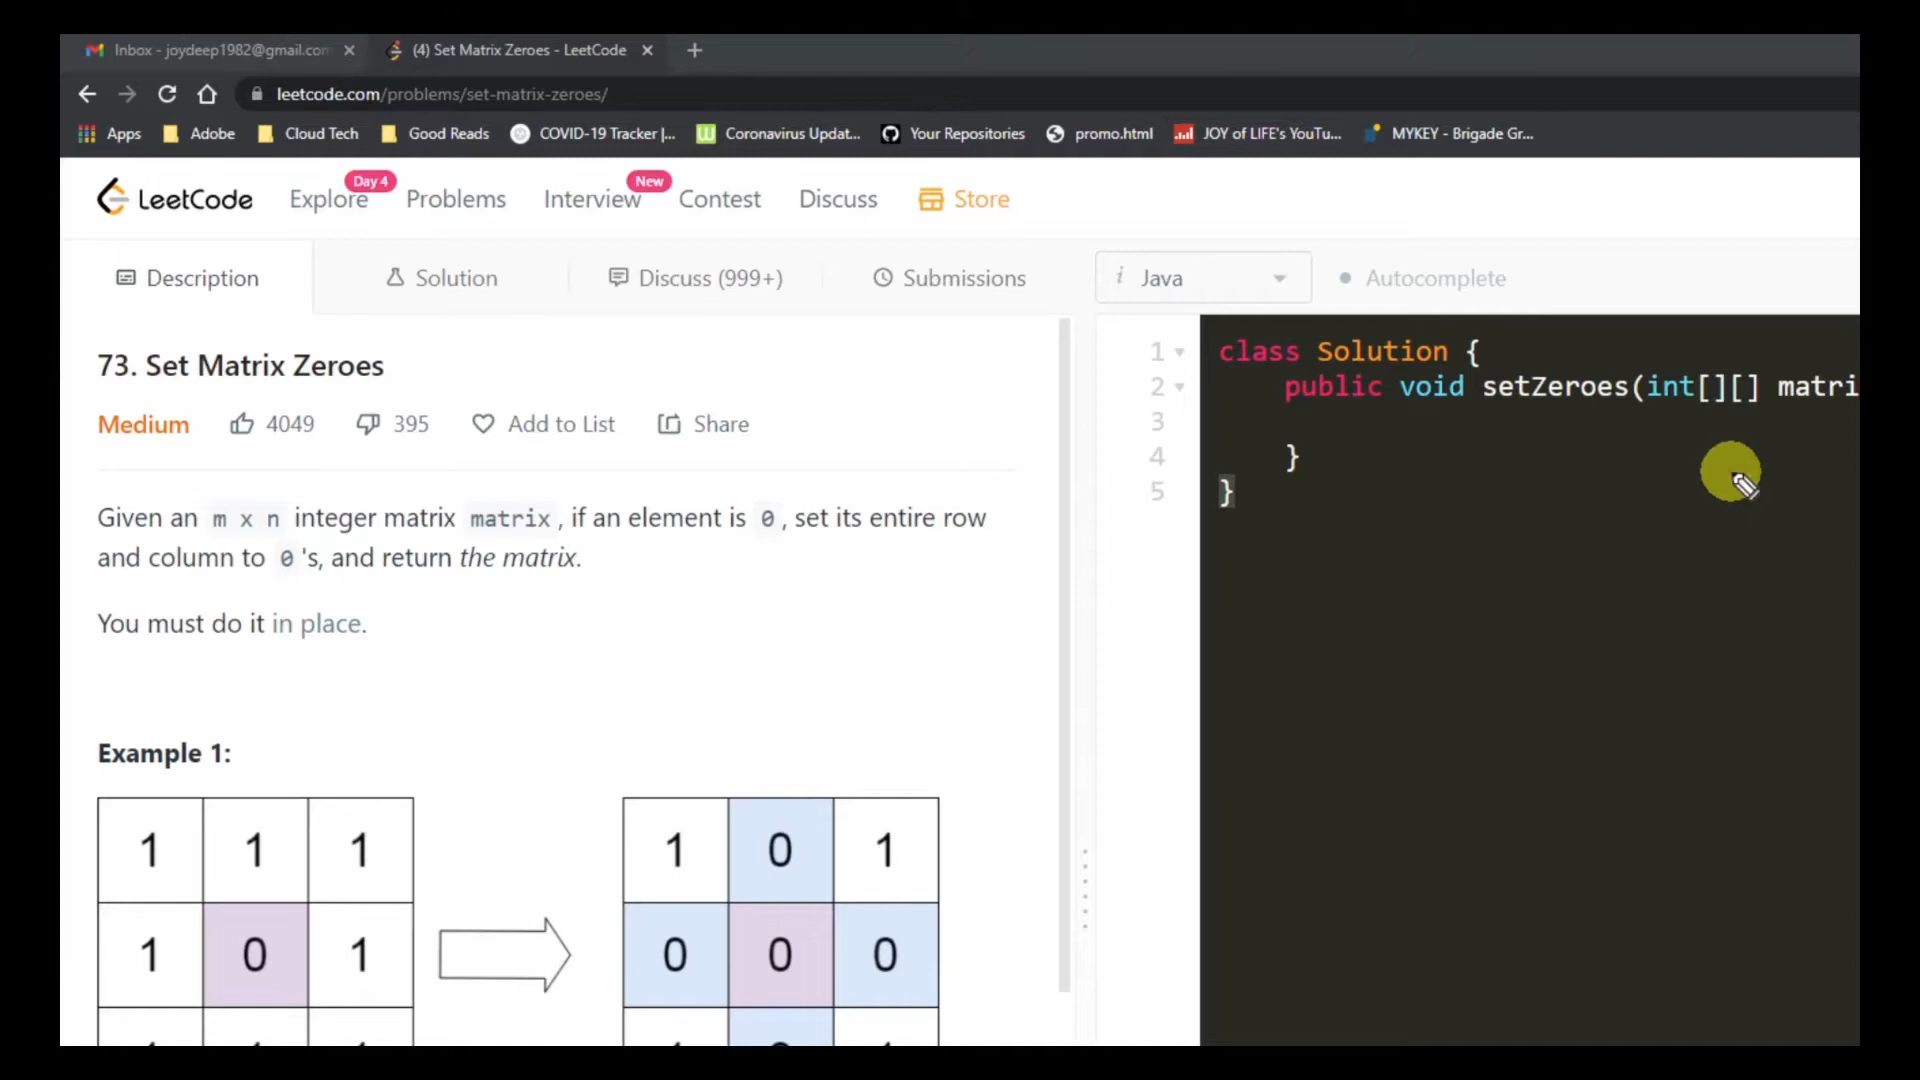 Inbox - joydeep1982@gmail.com
(4) Set Matrix Zeroes - LeetCode
leetcode.com/problems/set-matrix-zeroes/
Apps Adobe Cloud Tech Good Reads COVID-19 Tracker |... Coronavirus Updat... Your Repositories promo.html JOY of LIFE's YouTu... MYKEY - Brigade Gr...
LeetCode Explore Day 4 Problems Interview New Contest Discuss Store
Description Solution Discuss (999+) Submissions
73. Set Matrix Zeroes
Medium 4049 395 Add to List Share
Given an m x n integer matrix matrix, if an element is 0, set its entire row
and column to 0's, and return the matrix.
You must do it in place.
Example 1:
1 1 1
1 0 1
1 0 1
0 0 0
i Java Autocomplete
1 class Solution {
2 public void setZeroes(int[][] matri
3
4 }
5 }